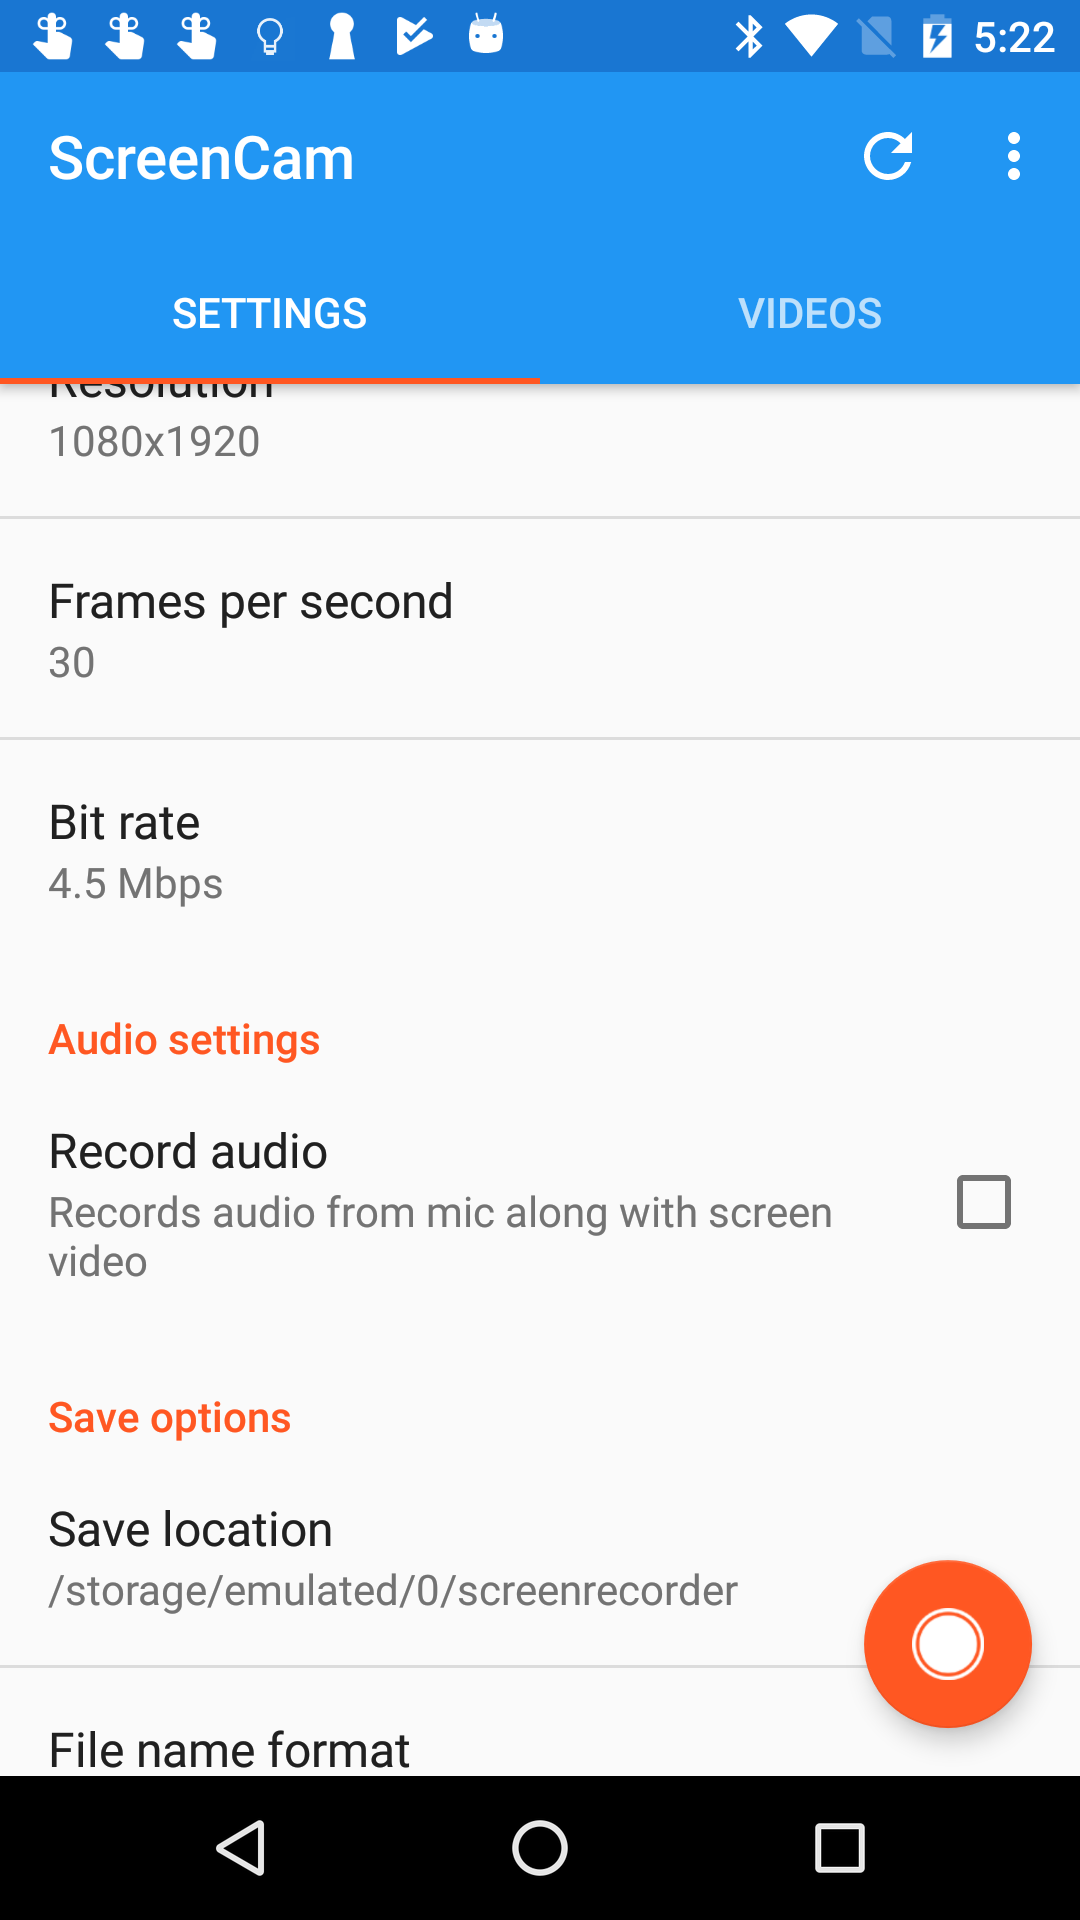 5:22
ScreenCam
SETTINGS
VIDEOS
Resolution
1080x1920
Frames per second
30
Bit rate
4.5 Mbps
Audio settings
Record audio
Records audio from mic along with screen
video
Save options
Save location
/storage/emulated/0/screenrecorder
File name format